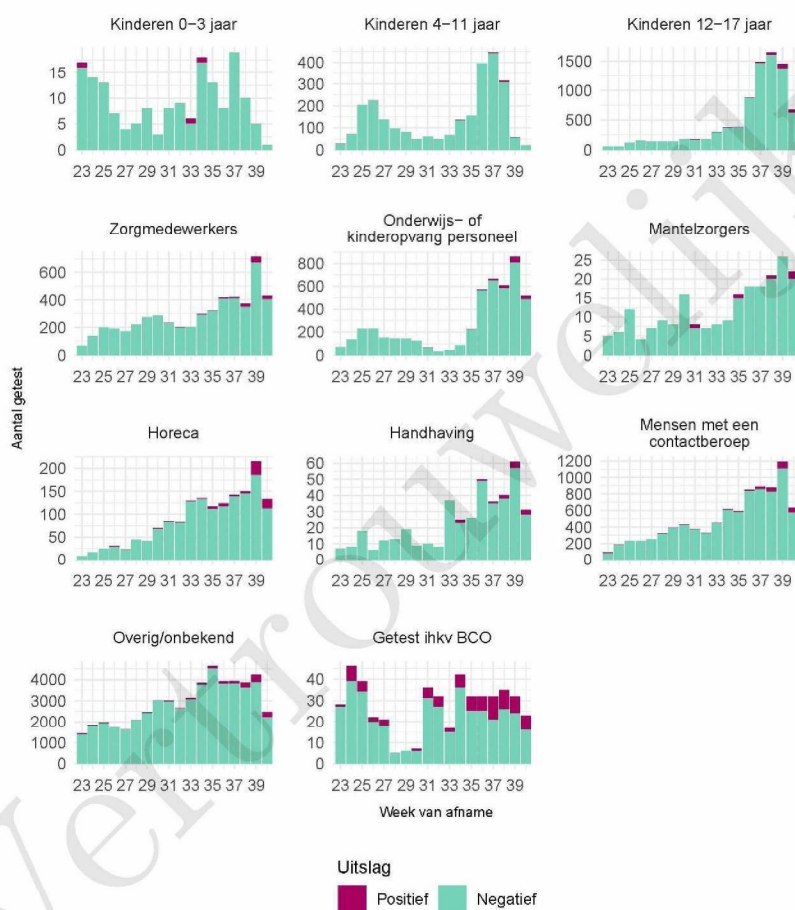 Kinderen 0−3 jaar
Kinderen 4−11 jaar
Kinderen 12−17 jaar
15
10
5
0
23 25 27 29 31 33 35 37 39
400
300
200
100
0
23 25 27 29 31 33 35 37 39
1500
1000
500
0
23 25 27 29 31 33 35 37 39
Zorgmedewerkers
Onderwijs− of
kinderopvang personeel
Mantelzorgers
600
400
200
0
23 25 27 29 31 33 35 37 39
800
600
400
200
0
23 25 27 29 31 33 35 37 39
25
20
15
10
5
0
23 25 27 29 31 33 35 37 39
Aantal getest
Horeca
Handhaving
Mensen met een
contactberoep
200
150
100
50
0
23 25 27 29 31 33 35 37 39
60
50
40
30
20
10
0
23 25 27 29 31 33 35 37 39
1200
1000
800
600
400
200
0
23 25 27 29 31 33 35 37 39
Overig/onbekend
Getest ihkv BCO
4000
3000
2000
1000
0
23 25 27 29 31 33 35 37 39
40
30
20
10
0
23 25 27 29 31 33 35 37 39
Week van afname
Uitslag
Positief
Negatief
Vertrouwelijk